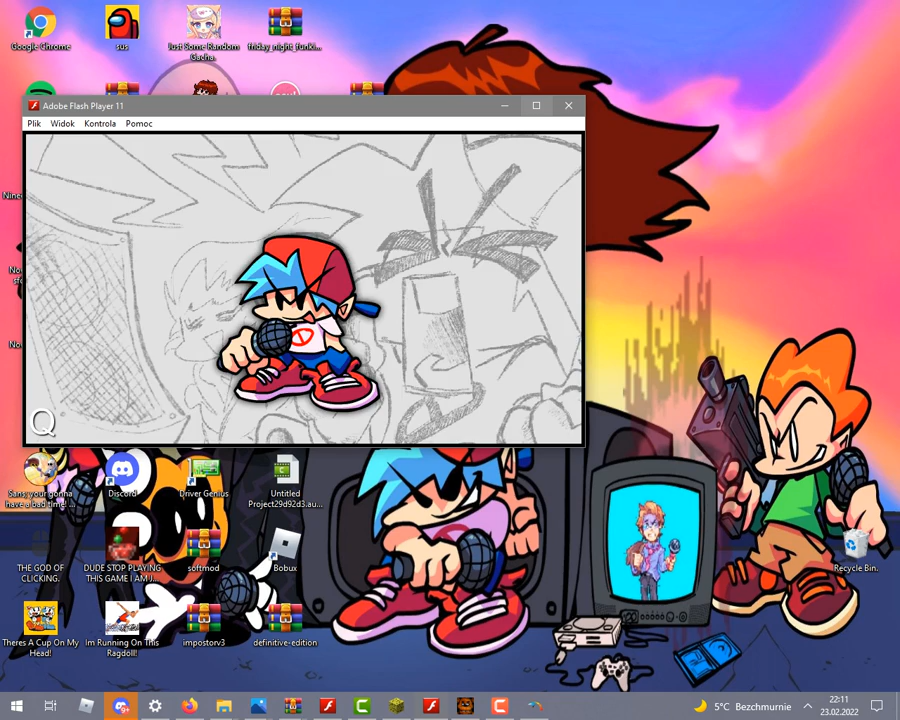 Google Chrome
sus
Just Some Random
Gacha.
friday_night_funki...
Adobe Flash Player 11
Plik Widok Kontrola Pomoc
Q
Sans, your gonna
have a bad time! ...
Discord
Driver Genius
Untitled
Project29d92d3.au...
THE GOD OF
CLICKING.
DUDE STOP PLAYING
THIS GAME I AM J...
softmod
Bobux
Recycle Bin.
Theres A Cup On My
Head!
Im Running On This
Ragdoll!
impostorv3
definitive-edition
5°C Bezchmurnie
22:11
23.02.2022